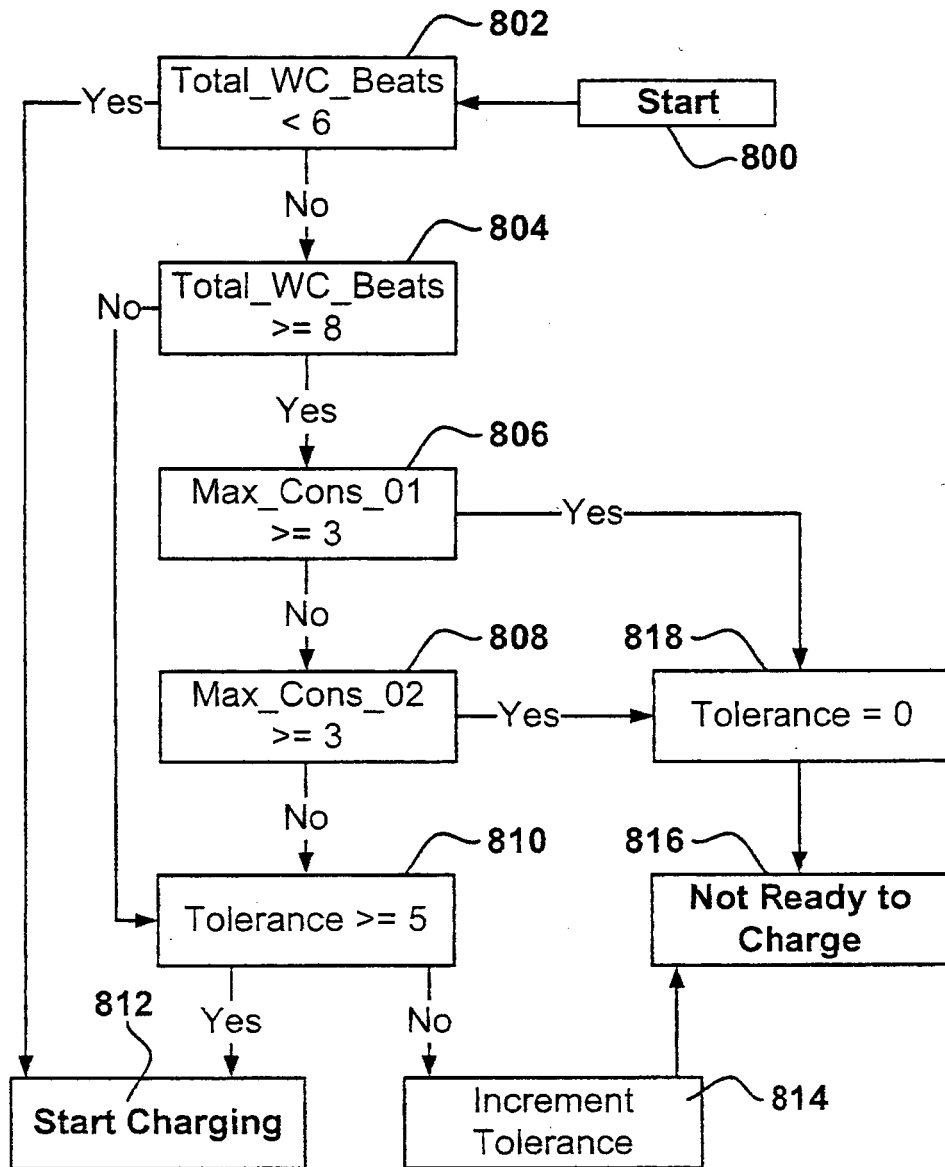 802
Total_WC_Beats
< 6
Yes
Start
800
No
804
Total_WC_Beats
>= 8
No
Yes
806
Max_Cons_01
>= 3
Yes
No
808
Max_Cons_02
>= 3
Yes
818
Tolerance = 0
No
810
Tolerance >= 5
816
Not Ready to
Charge
812
Yes
No
Start Charging
Increment
Tolerance
814